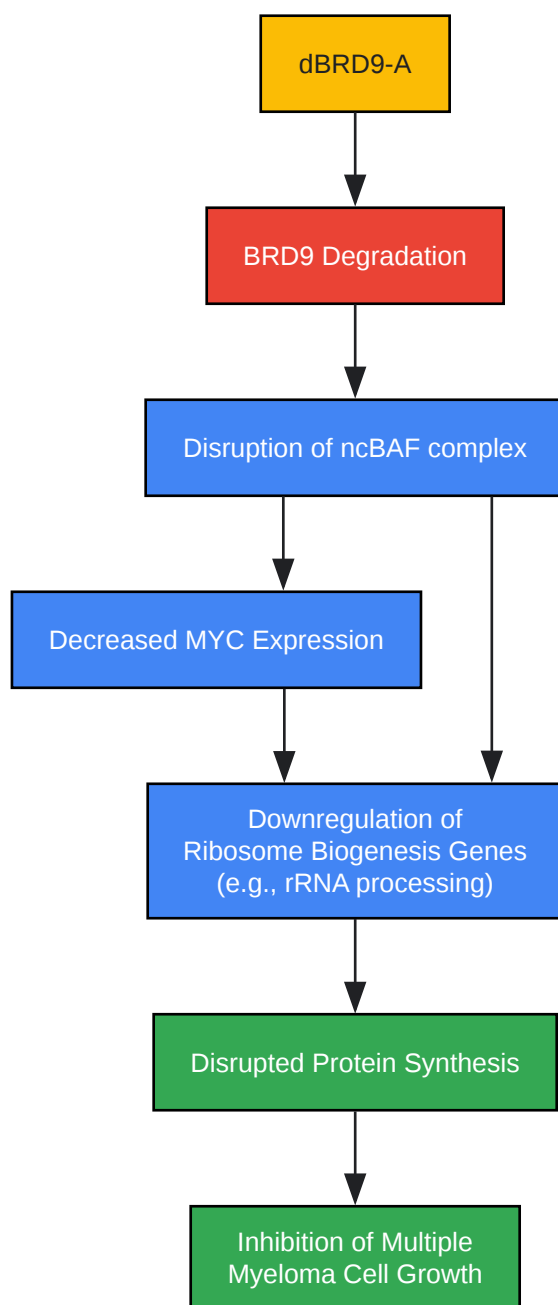 dBRD9-A
BRD9 Degradation
Disruption of ncBAF complex
Decreased MYC Expression
Downregulation of
Ribosome Biogenesis Genes
(e.g., rRNA processing)
Disrupted Protein Synthesis
Inhibition of Multiple
Myeloma Cell Growth